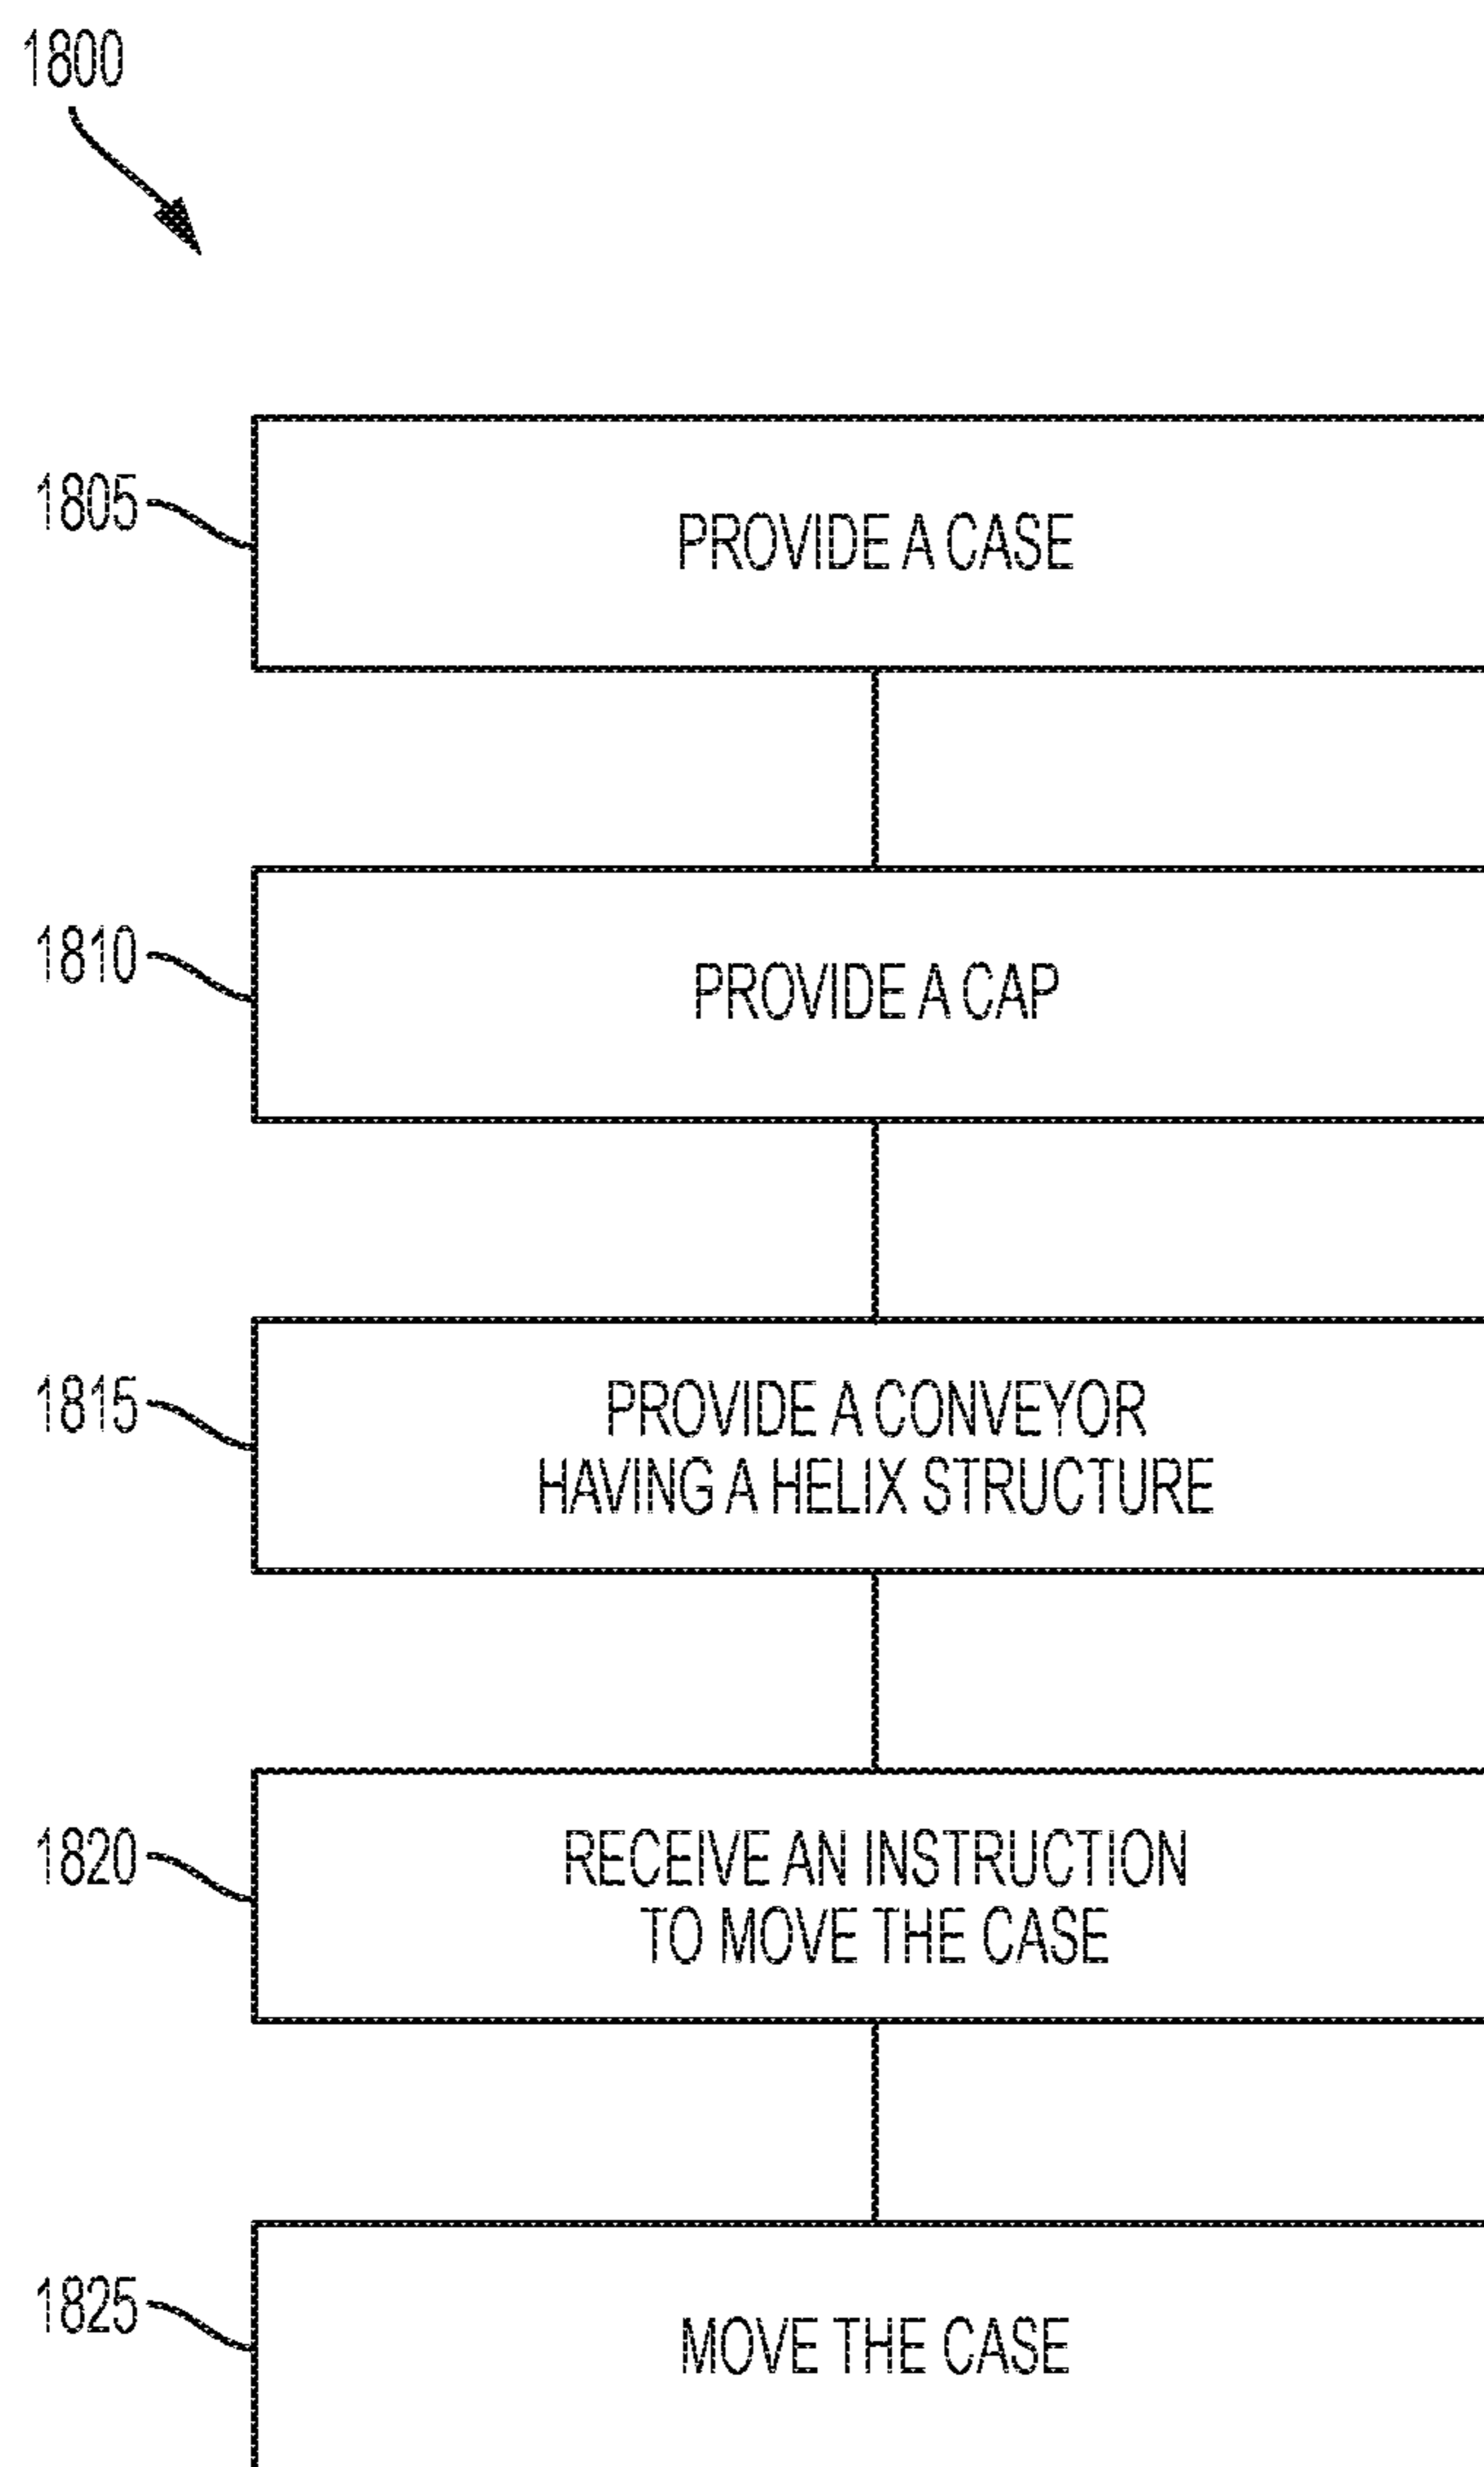 1800
1805
PROVIDE A CASE
1810
PROVIDE A CAP
1815
PROVIDE A CONVEYOR
HAVING A HELIX STRUCTURE
1820
RECEIVE AN INSTRUCTION
TO MOVE THE CASE
1825
MOVE THE CASE